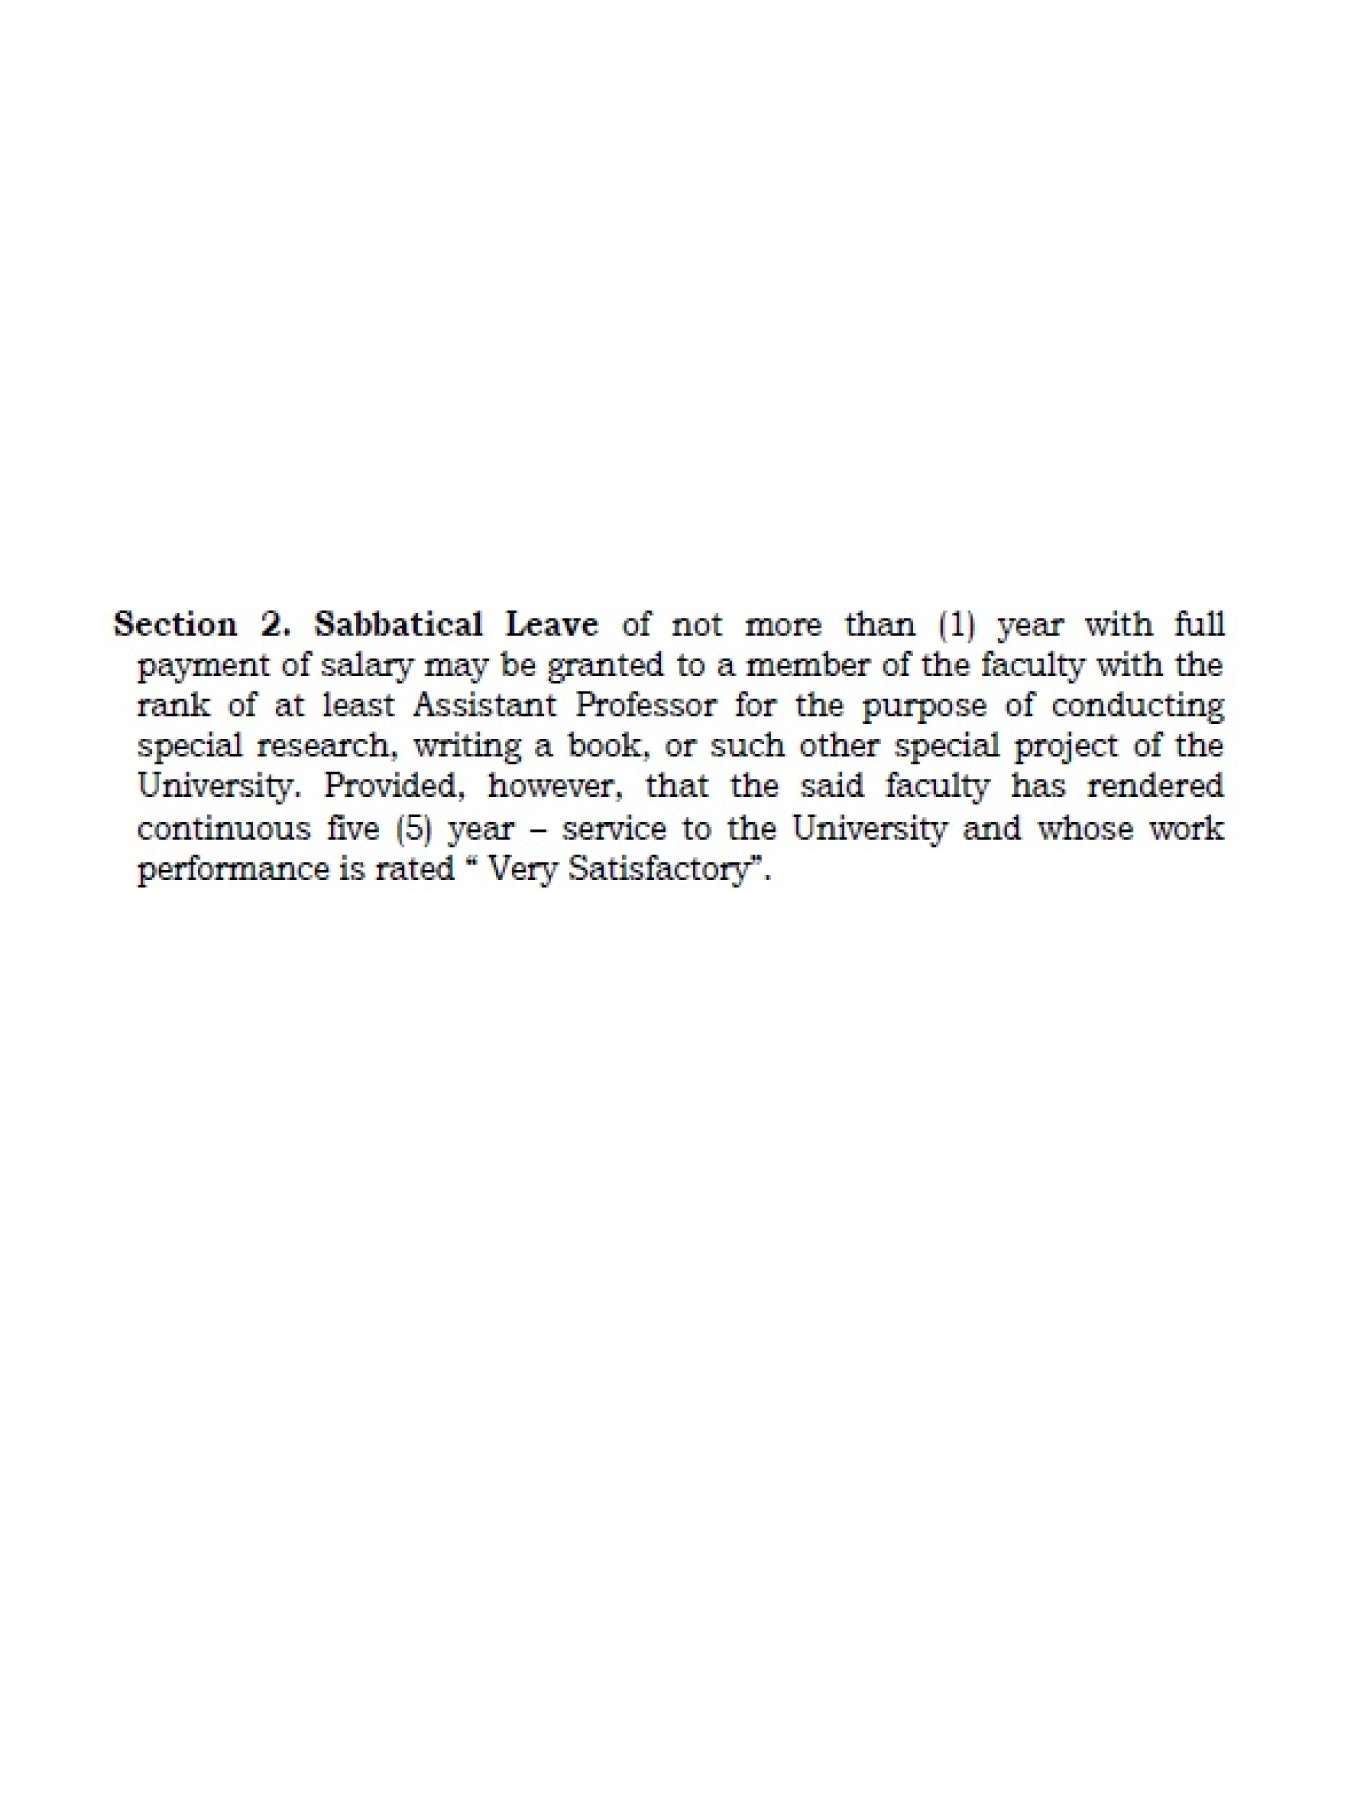 Section 2. Sabbatical Leave of not more than (1) year with full
payment of salary may be granted to a member of the faculty with the
rank of at least Assistant Professor for the purpose of conducting
special research, writing a book, or such other special project of the
University. Provided, however, that the said faculty has rendered
continuous five (5) year – service to the University and whose work
performance is rated “ Very Satisfactory”.